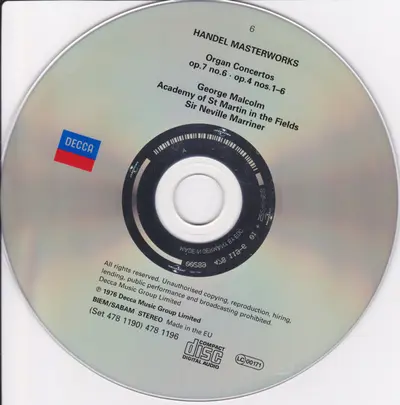 6
HANDEL MASTERWORKS
Organ Concertos
op.7 no.6 · op.4 nos.1–6
George Malcolm
Academy of St Martin in the Fields
Sir Neville Marriner
DECCA
All rights reserved. Unauthorised copying, reproduction, hiring,
lending, public performance and broadcasting prohibited.
Decca Music Group Limited
℗ 1976 Decca Music Group Limited
BIEM/SABAM STEREO Made in the EU
(Set 478 1190) 478 1196
COMPACT
disc
DIGITAL AUDIO
LC 00171